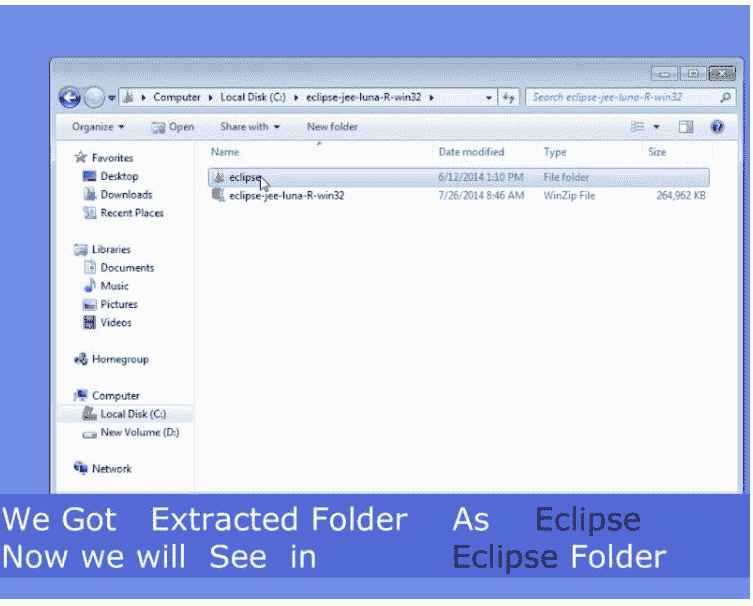 Computer Local Disk (C:) eclipse-jee-luna-R-win32
Search eclipse-jee-luna-R-win32
Organize Open Share with New folder
Name Date modified Type Size
eclipse 6/12/2014 1:10 PM File folder
eclipse-jee-luna-R-win32 7/26/2014 8:46 AM WinZip File 264,962 KB
Favorites
Desktop
Downloads
Recent Places
Libraries
Documents
Music
Pictures
Videos
Homegroup
Computer
Local Disk (C:)
New Volume (D:)
Network
We Got Extracted Folder As Eclipse
Now we will See in Eclipse Folder